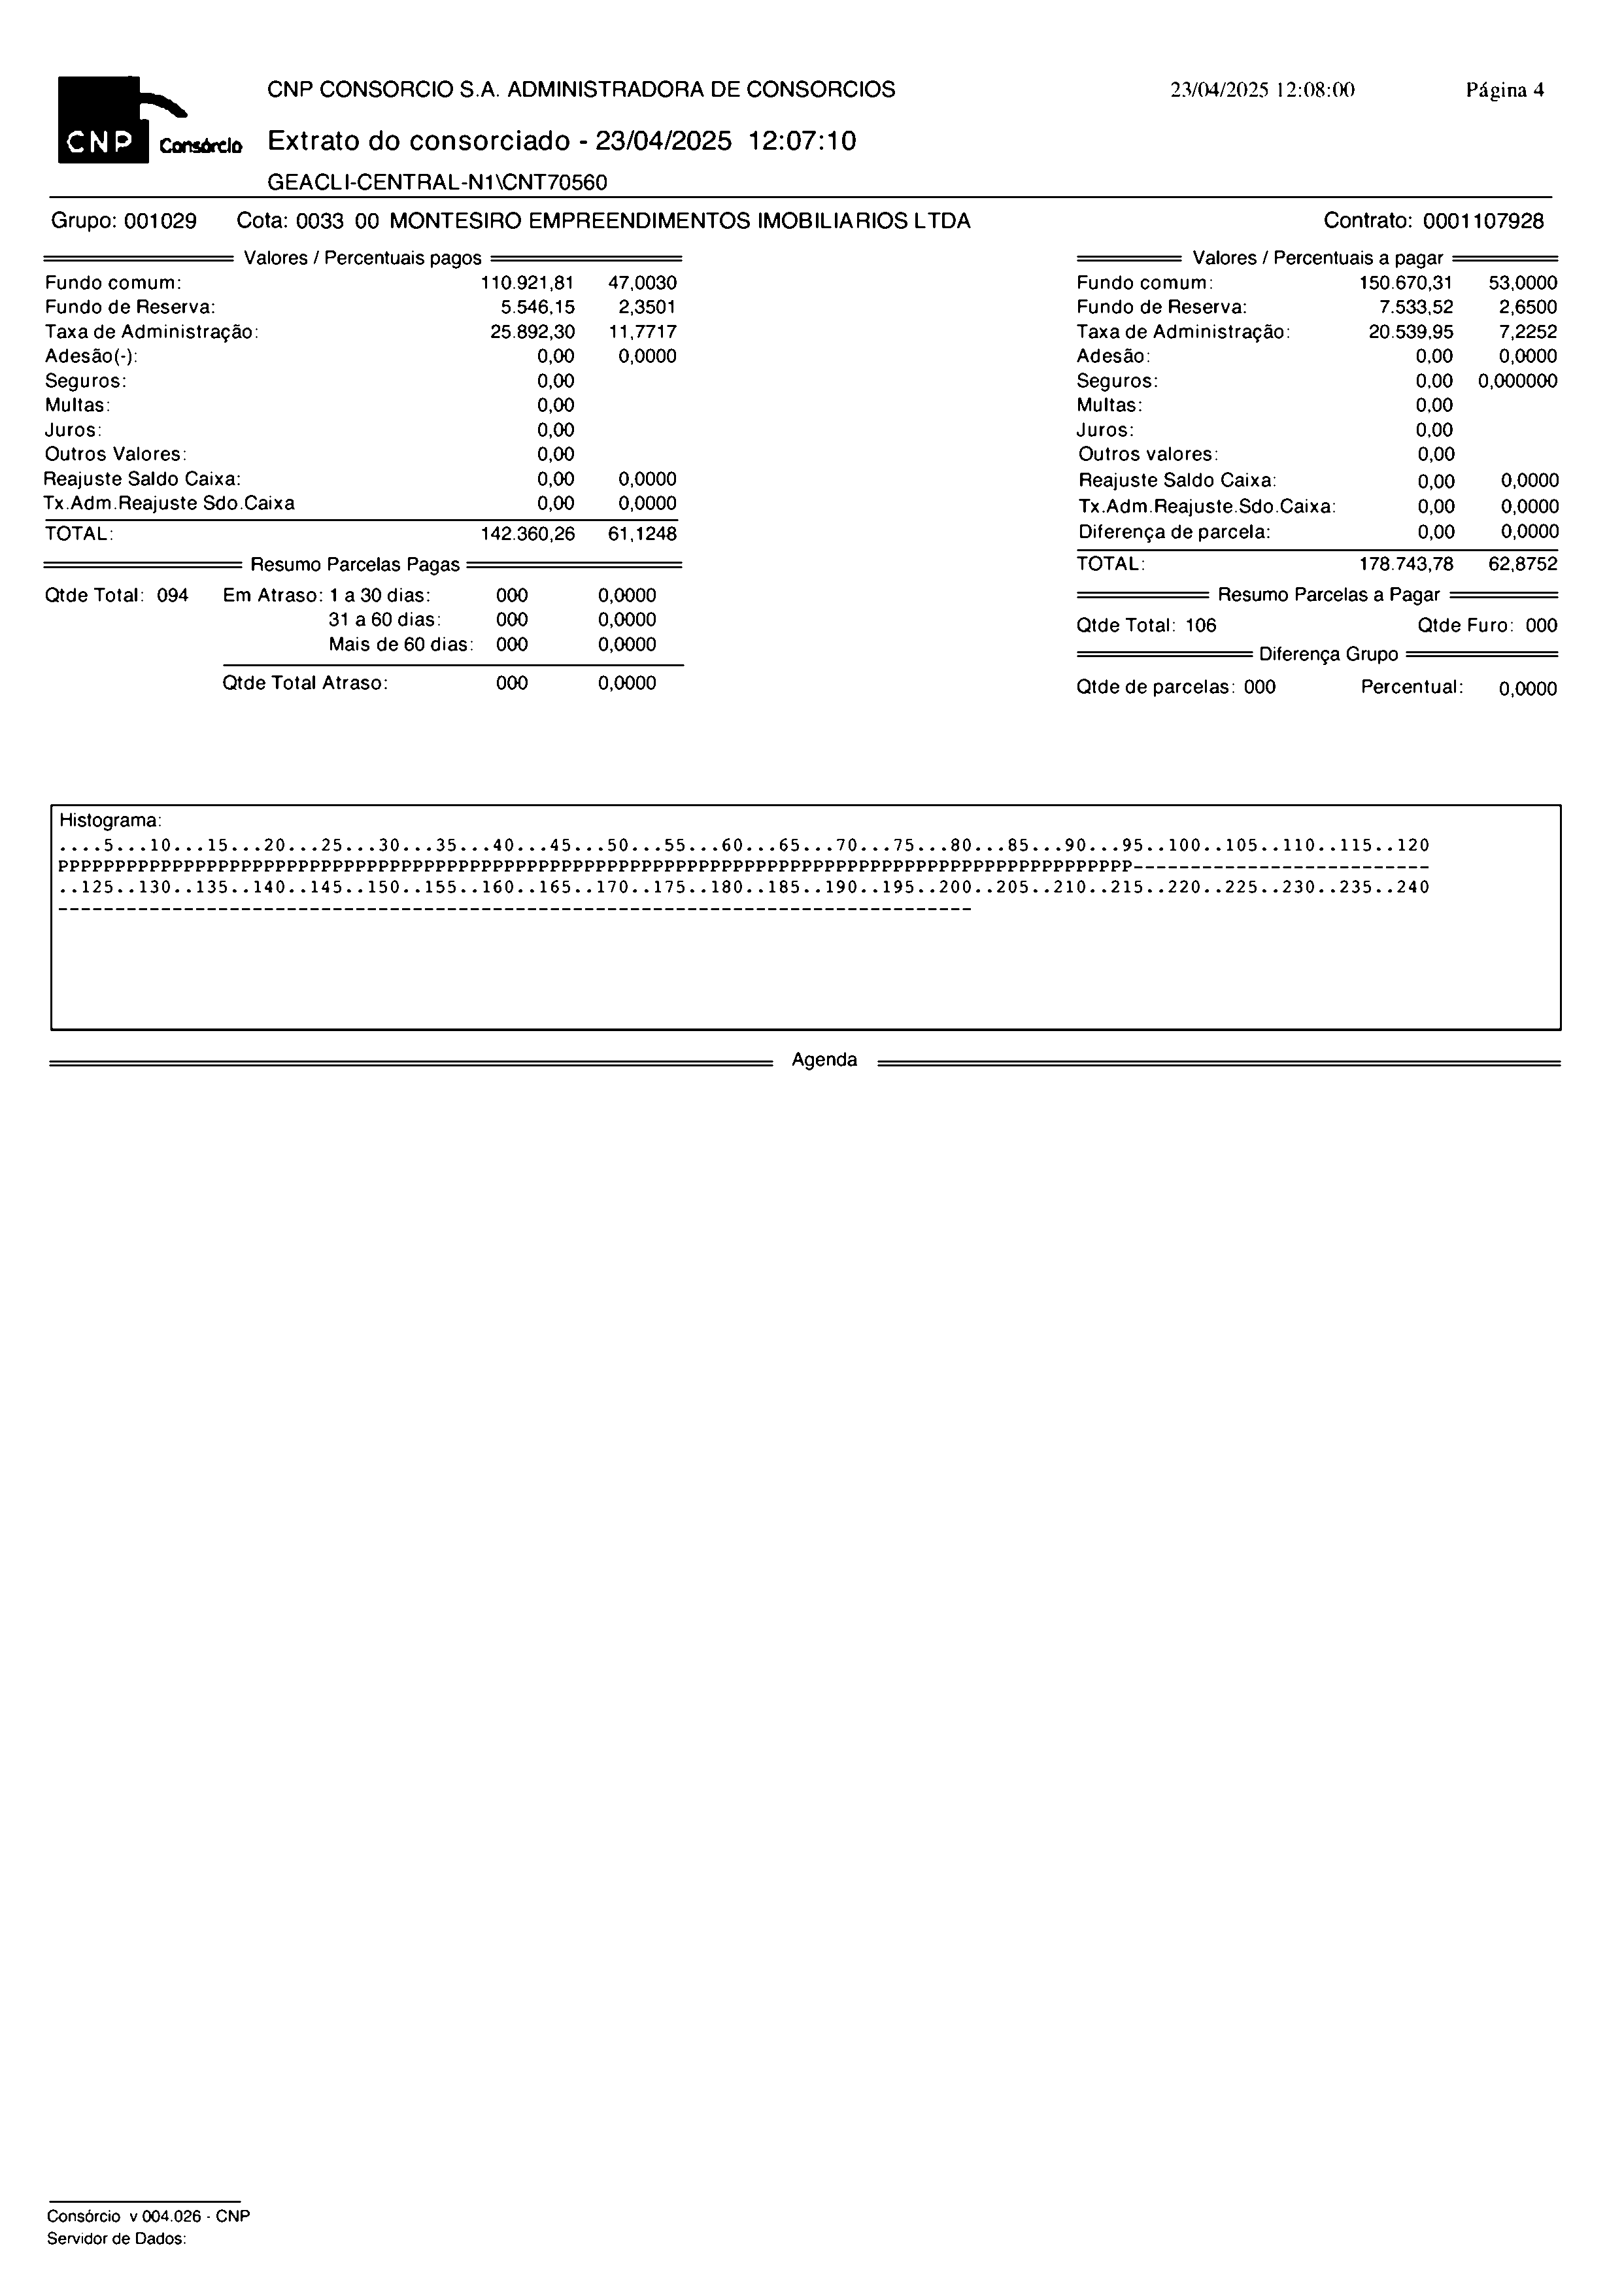 CNP Consórcio
CNP CONSORCIO S.A. ADMINISTRADORA DE CONSORCIOS 23/04/2025 12:08:00 Página 4
Extrato do consorciado - 23/04/2025 12:07:10
GEACLI-CENTRAL-N1\CNT70560
Grupo: 001029 Cota: 0033 00 MONTESIRO EMPREENDIMENTOS IMOBILIARIOS LTDA Contrato: 0001107928
Valores / Percentuais pagos
Fundo comum: 110.921,81 47,0030
Fundo de Reserva: 5.546,15 2,3501
Taxa de Administração: 25.892,30 11,7717
Adesão(-): 0,00 0,0000
Seguros: 0,00
Multas: 0,00
Juros: 0,00
Outros Valores: 0,00
Reajuste Saldo Caixa: 0,00 0,0000
Tx.Adm.Reajuste Sdo.Caixa 0,00 0,0000
TOTAL: 142.360,26 61,1248
Resumo Parcelas Pagas
Qtde Total: 094 Em Atraso: 1 a 30 dias: 000 0,0000
31 a 60 dias: 000 0,0000
Mais de 60 dias: 000 0,0000
Qtde Total Atraso: 000 0,0000
Valores / Percentuais a pagar
Fundo comum: 150.670,31 53,0000
Fundo de Reserva: 7.533,52 2,6500
Taxa de Administração: 20.539,95 7,2252
Adesão: 0,00 0,0000
Seguros: 0,00 0,000000
Multas: 0,00
Juros: 0,00
Outros valores: 0,00
Reajuste Saldo Caixa: 0,00 0,0000
Tx.Adm.Reajuste.Sdo.Caixa: 0,00 0,0000
Diferença de parcela: 0,00 0,0000
TOTAL: 178.743,78 62,8752
Resumo Parcelas a Pagar
Qtde Total: 106 Qtde Furo: 000
Diferença Grupo
Qtde de parcelas: 000 Percentual: 0,0000
Histograma:
....5...10...15...20...25...30...35...40...45...50...55...60...65...70...75...80...85...90...95..100..105..110..115..120
PPPPPPPPPPPPPPPPPPPPPPPPPPPPPPPPPPPPPPPPPPPPPPPPPPPPPPPPPPPPPPPPPPPPPPPPPPPPPPPPPPPPPPPPPPPPPP--------------------------
..125..130..135..140..145..150..155..160..165..170..175..180..185..190..195..200..205..210..215..220..225..230..235..240
--------------------------------------------------------------------------------
Agenda
Consórcio v 004.026 - CNP
Servidor de Dados: